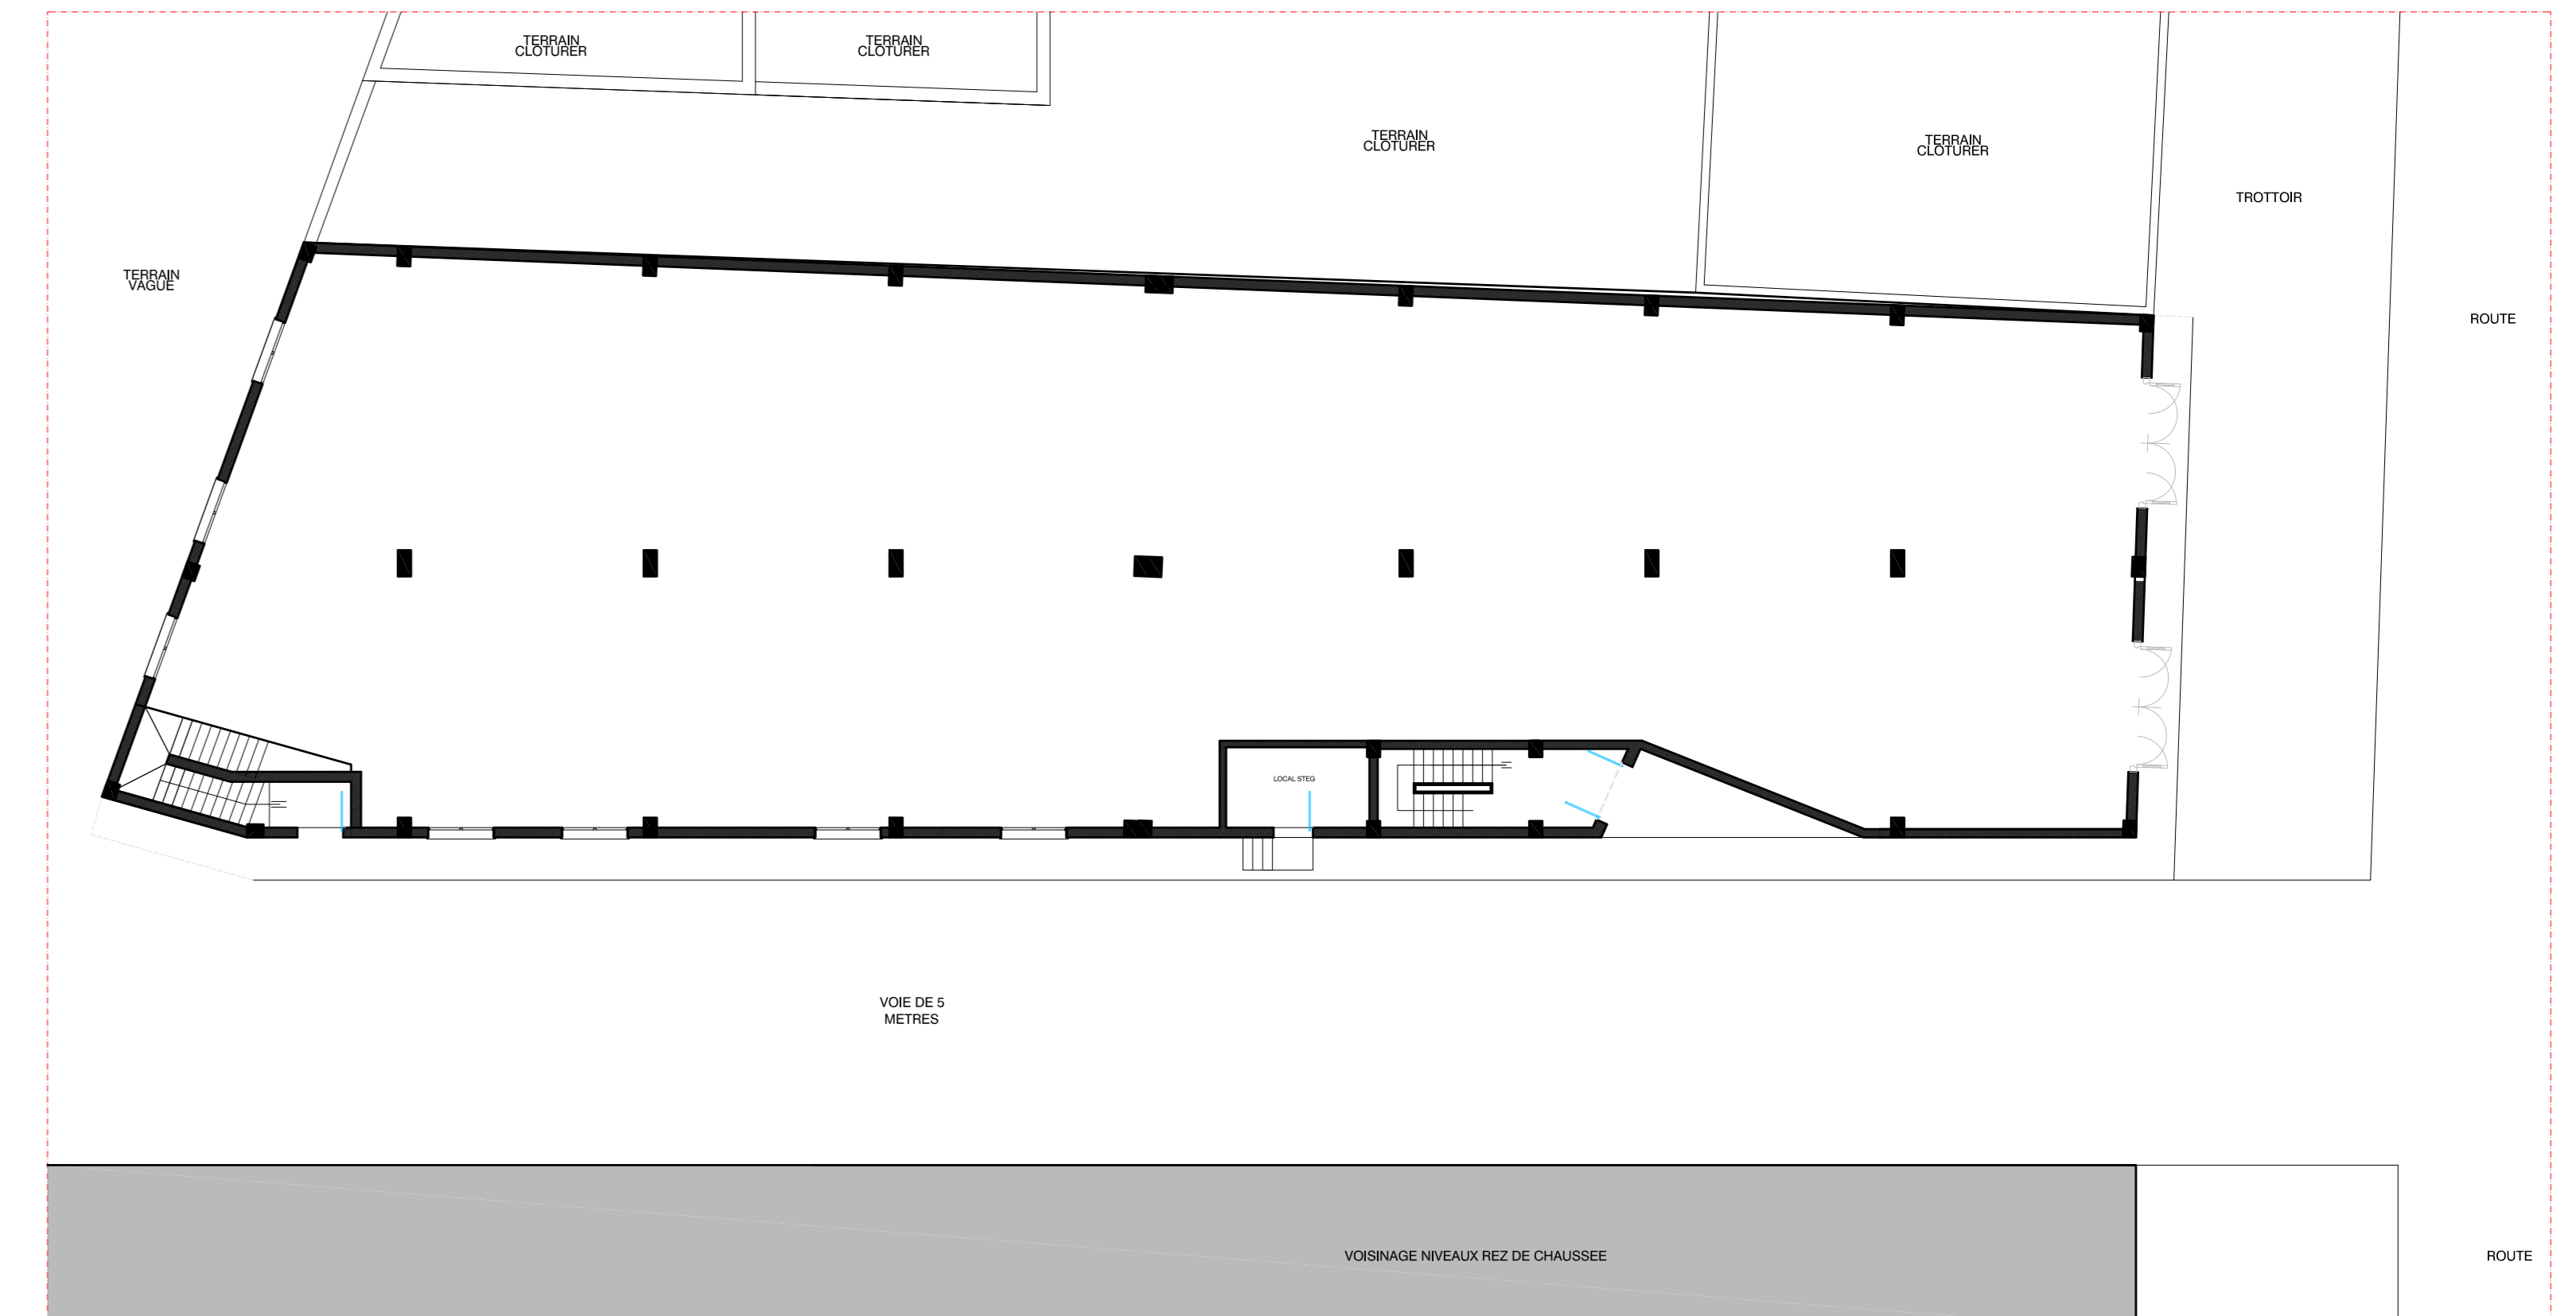 TERRAIN
CLOTURER
TERRAIN
CLOTURER
TERRAIN
CLOTURER
TERRAIN
CLOTURER
TROTTOIR
TERRAIN
VAGUE
ROUTE
LOCAL STEG
VOIE DE 5
METRES
VOISINAGE NIVEAUX REZ DE CHAUSSEE
ROUTE